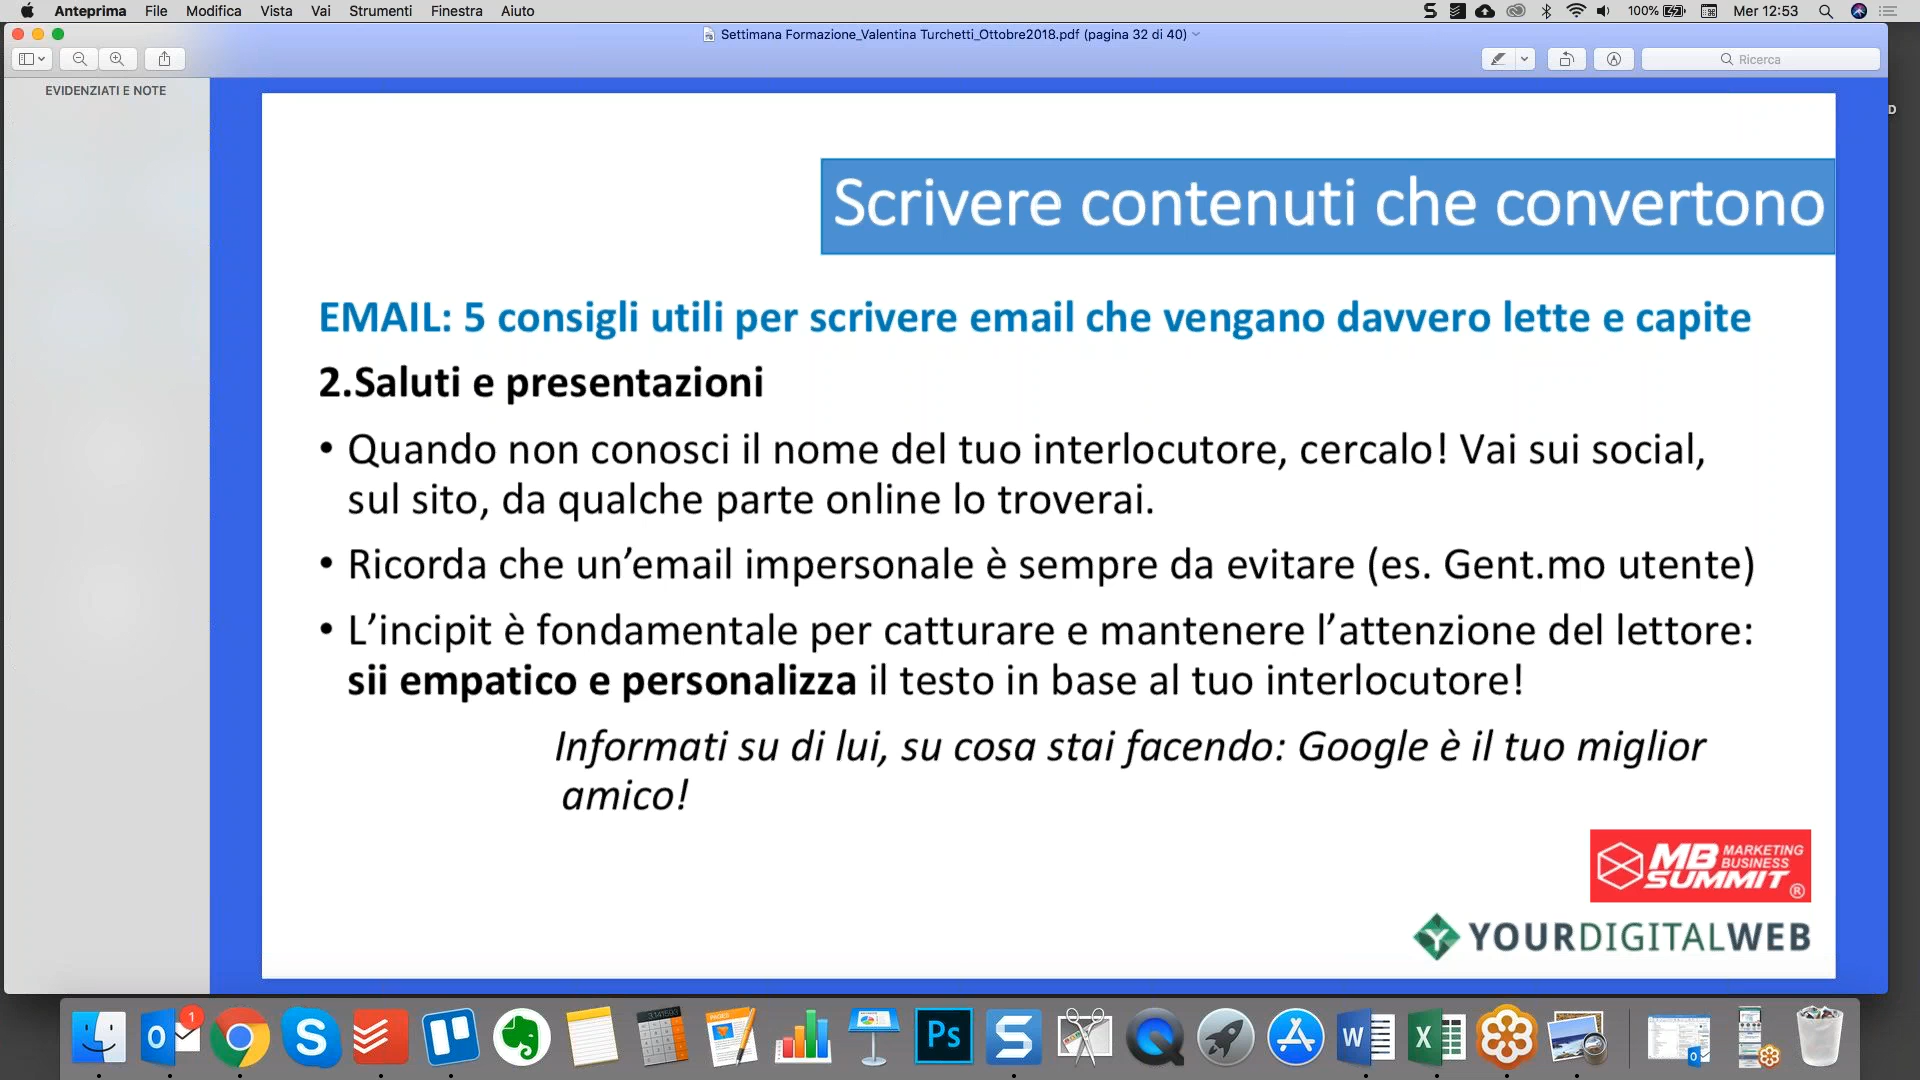 Anteprima File Modifica Vista Vai Strumenti Finestra Aiuto 100% Mer 12:53
Settimana Formazione_Valentina Turchetti_Ottobre2018.pdf (pagina 32 di 40)
Ricerca
EVIDENZIATI E NOTE
D
Scrivere contenuti che convertono
EMAIL: 5 consigli utili per scrivere email che vengano davvero lette e capite
2.Saluti e presentazioni
• Quando non conosci il nome del tuo interlocutore, cercalo! Vai sui social,
sul sito, da qualche parte online lo troverai.
• Ricorda che un’email impersonale è sempre da evitare (es. Gent.mo utente)
• L’incipit è fondamentale per catturare e mantenere l’attenzione del lettore:
sii empatico e personalizza il testo in base al tuo interlocutore!
Informati su di lui, su cosa stai facendo: Google è il tuo miglior
amico!
MB MARKETING
BUSINESS
SUMMIT ®
YOURDIGITALWEB
1
3.141593
PAGES
Ps
W
X